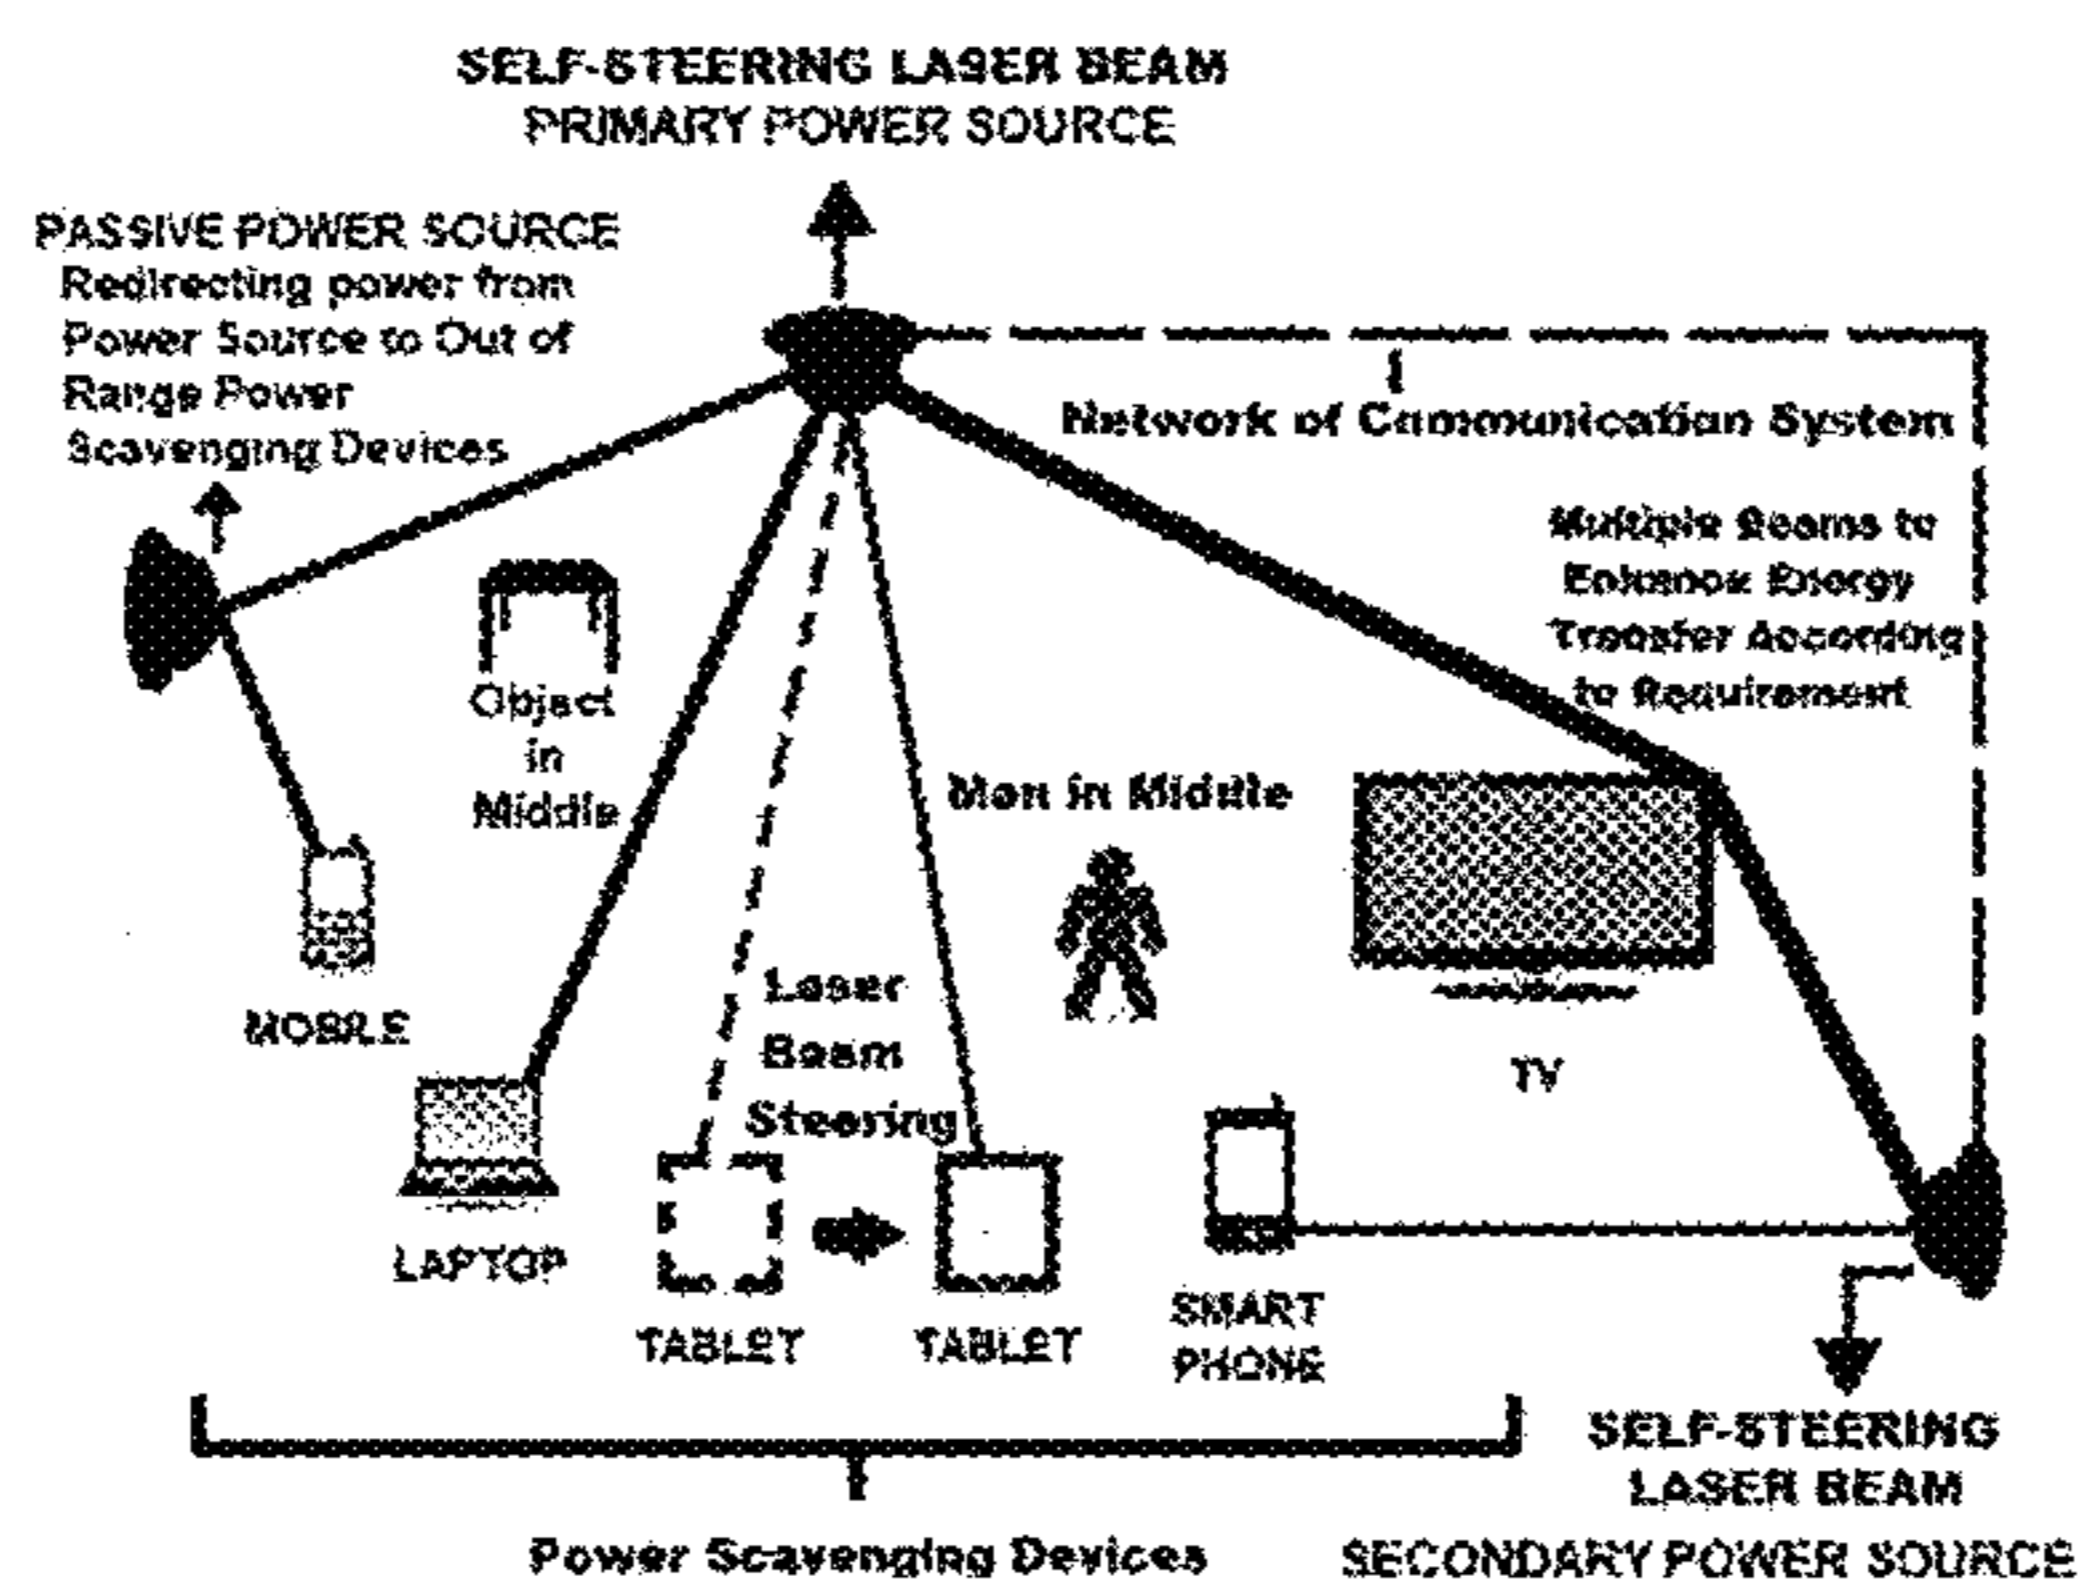 SELF-STEERING LASER BEAM
PRIMARY POWER SOURCE
PASSIVE POWER SOURCE
Redirecting power from
Power Source to Out of
Range Power
Scavenging Devices
Network of Communication System
Multiple Beams to
Enhance Energy
Transfer According
to Requirement
Object
in
Middle
Man in Middle
MOBILE
Laser
Beam
Steering
TV
LAPTOP
TABLET
TABLET
SMART
PHONE
Power Scavenging Devices
SELF-STEERING
LASER BEAM
SECONDARY POWER SOURCE